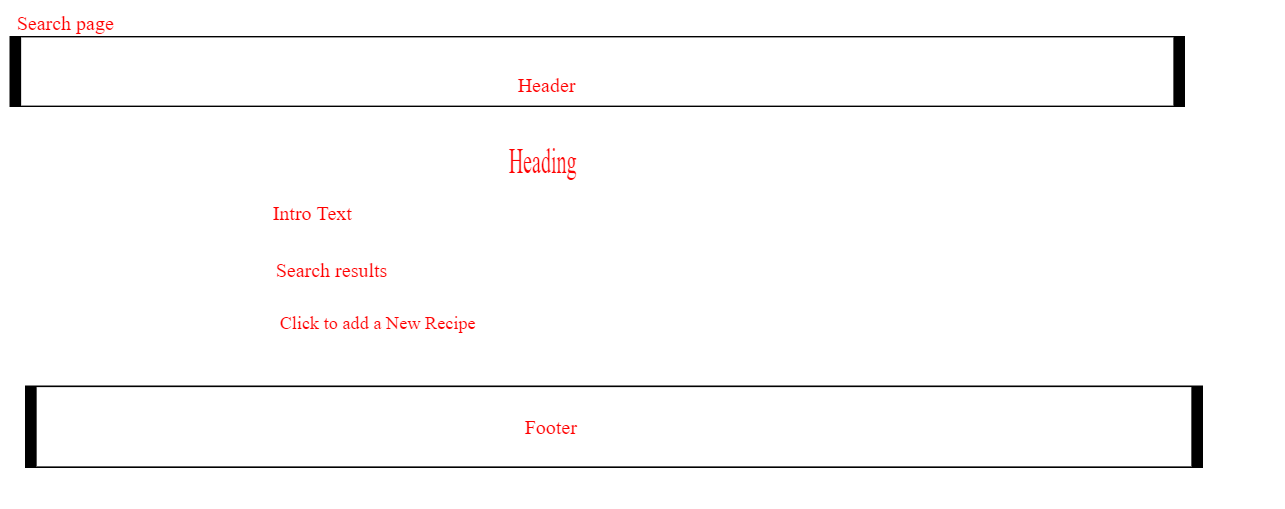 Search page
Header
Heading
Intro Text
Search results
Click to add a New Recipe
Footer